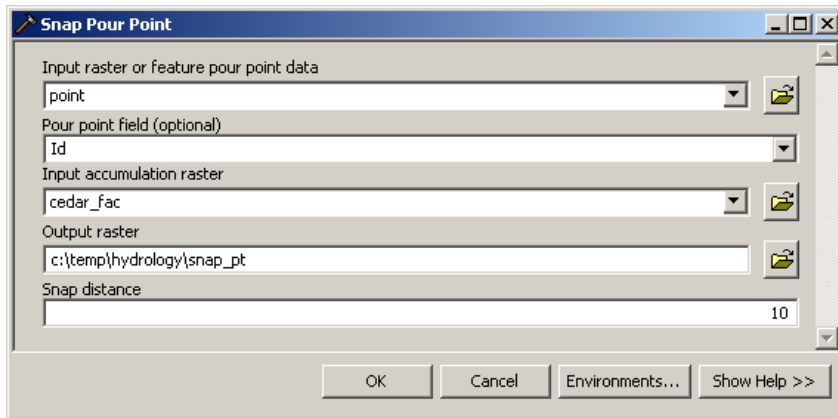 Snap Pour Point
Input raster or feature pour point data
point
Pour point field (optional)
Id
Input accumulation raster
cedar_fac
Output raster
c:\temp\hydrology\snap_pt
Snap distance
10
OK Cancel Environments... Show Help >>